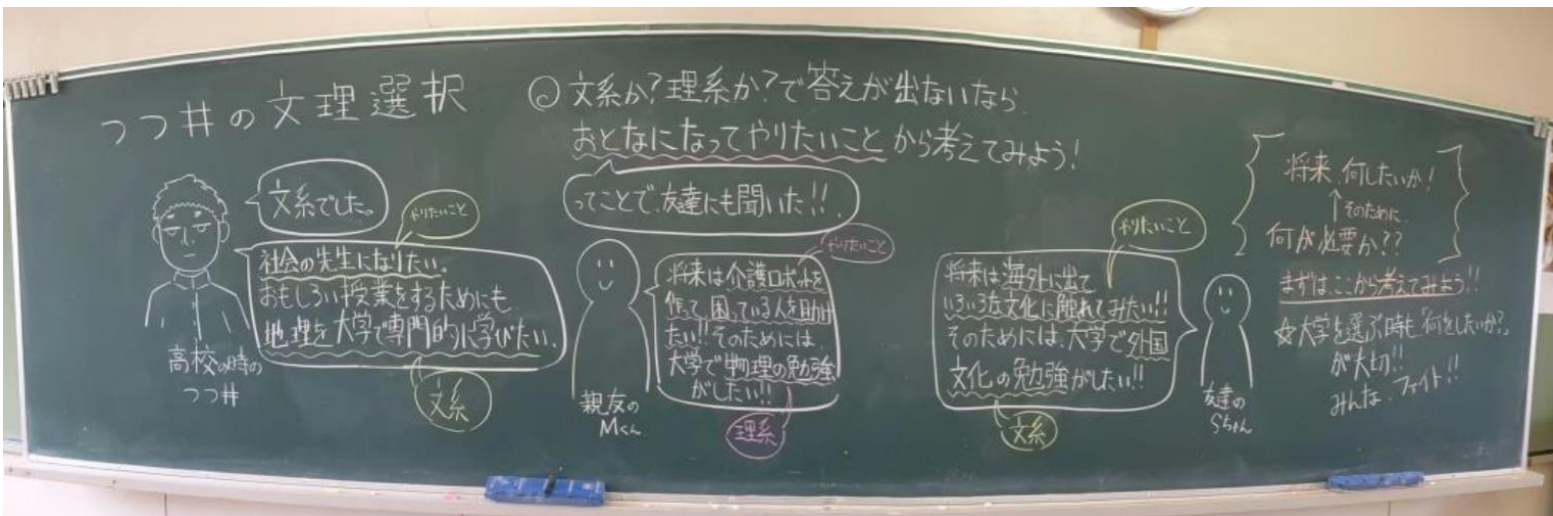 つつ井の文理選択
◎文系か?理系か?で答えが出ないなら、
おとなになってやりたいことから考えてみよう!
ってことで、友達にも聞いた!!
文系でした。
やりたいこと
社会の先生になりたい。
おもしろい授業をするためにも、
地理を大学で専門的に学びたい。
文系
高校の時の
つつ井
やりたいこと
将来は介護ロボットを
作って、困っている人を助け
たい!!そのためには、
大学で物理の勉強
がしたい!!
理系
親友の
Mくん
やりたいこと
将来は海外に出て
いろいろな文化に触れてみたい!!
そのためには、大学で外国
文化の勉強がしたい!!
文系
友達の
Sちゃん
将来、何したいか!
↑そのために、
何が必要か??
まずは、ここから考えてみよう!!
☆大学を選ぶ時も「何をしたいか?」
が大切!!
みんな、ファイト!!